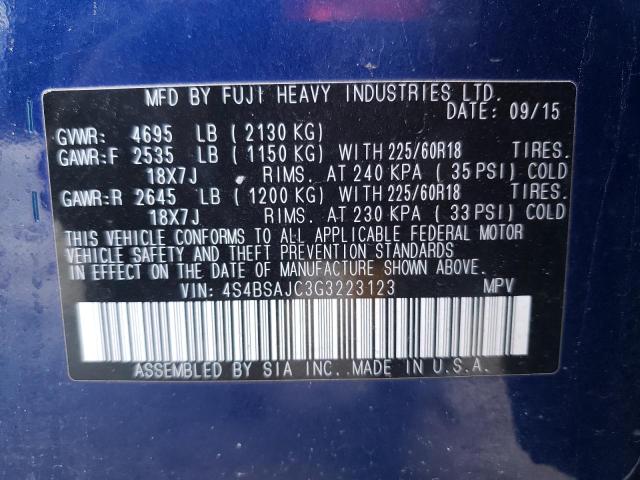 MFD BY FUJI HEAVY INDUSTRIES LTD.
DATE: 09/15
GVWR: 4695 LB (2130 KG)
GAWR:F 2535 LB (1150 KG) WITH 225/60R18 TIRES.
18X7J RIMS. AT 240 KPA (35 PSI) COLD
GAWR:R 2645 LB (1200 KG) WITH 225/60R18 TIRES.
18X7J RIMS. AT 230 KPA (33 PSI) COLD
THIS VEHICLE CONFORMS TO ALL APPLICABLE FEDERAL MOTOR
VEHICLE SAFETY AND THEFT PREVENTION STANDARDS
IN EFFECT ON THE DATE OF MANUFACTURE SHOWN ABOVE.
VIN: 4S4BSAJC3G3223123 MPV
ASSEMBLED BY SIA INC. MADE IN U.S.A.